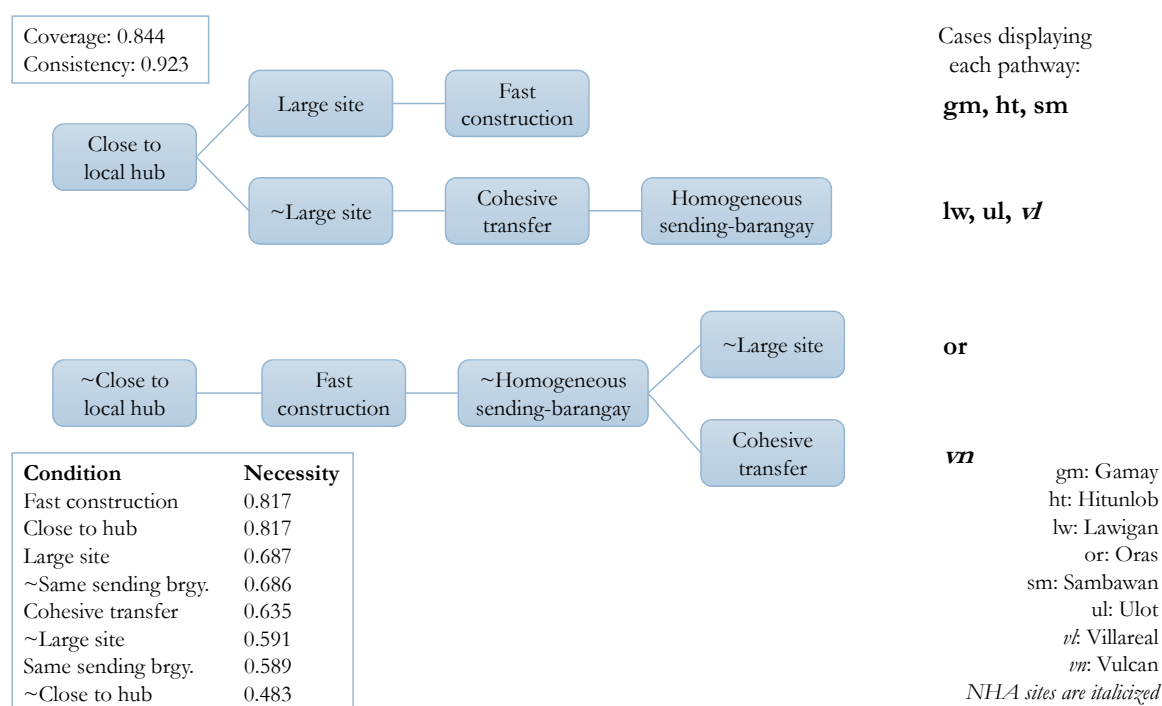 Coverage: 0.844
Consistency: 0.923
Cases displaying
each pathway:
Large site
Fast
construction
gm, ht, sm
Close to
local hub
~Large site
Cohesive
transfer
Homogeneous
sending-barangay
lw, ul, vl
~Large site
or
~Close to
local hub
Fast
construction
~Homogeneous
sending-barangay
Cohesive
transfer
vn
Condition Necessity
Fast construction 0.817
Close to hub 0.817
Large site 0.687
~Same sending brgy. 0.686
Cohesive transfer 0.635
~Large site 0.591
Same sending brgy. 0.589
~Close to hub 0.483
gm: Gamay
ht: Hitunlob
lw: Lawigan
or: Oras
sm: Sambawan
ul: Ulot
vl: Villareal
vn: Vulcan
NHA sites are italicized